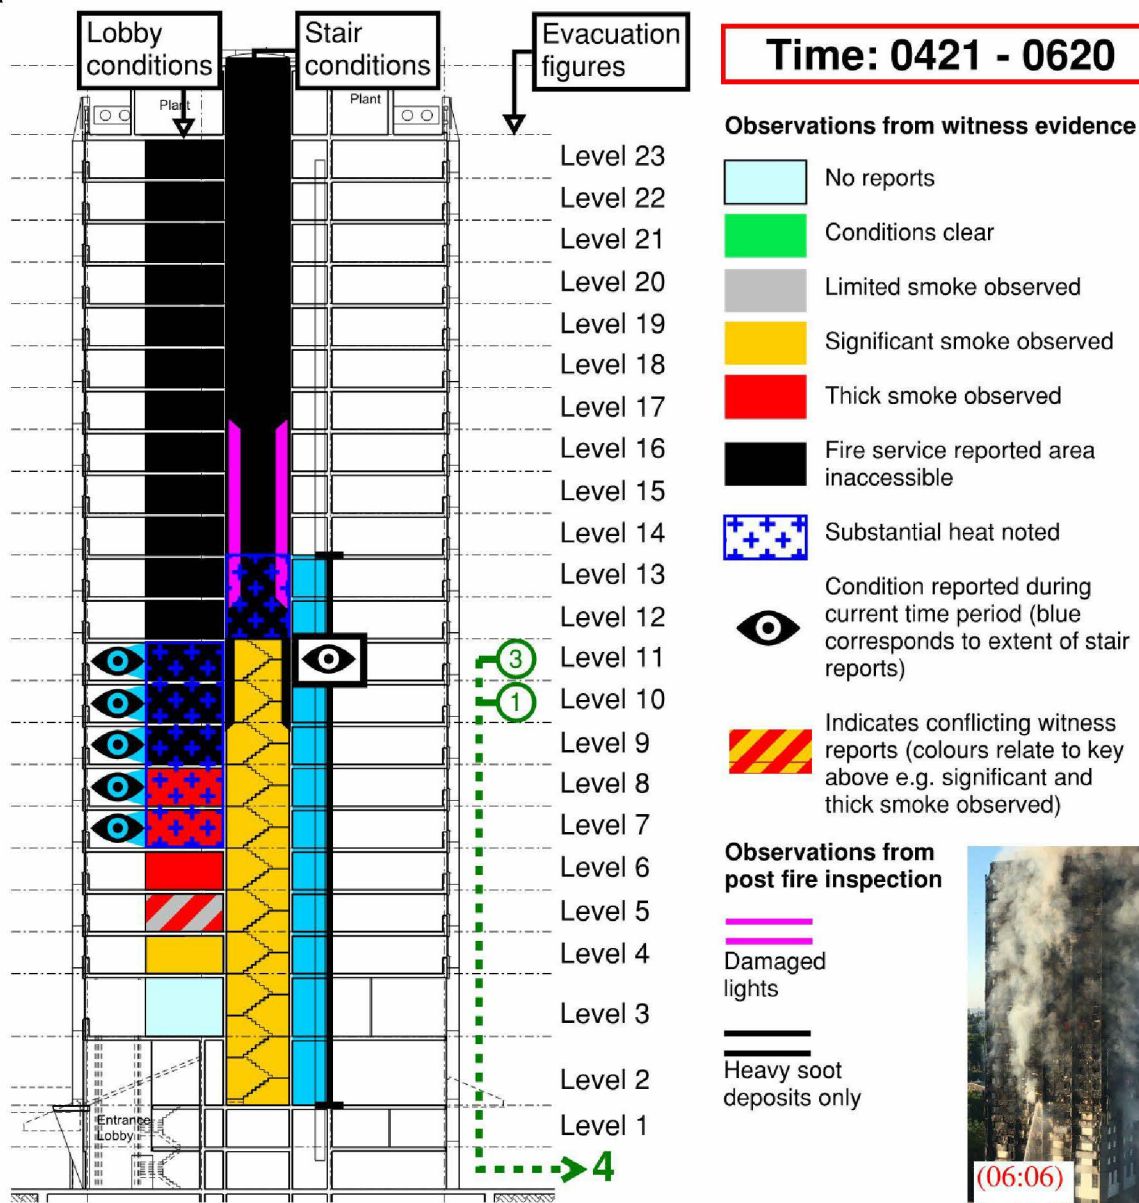 Lobby
conditions
Stair
conditions
Evacuation
figures
Time: 0421 - 0620
Plant
Plant
Observations from witness evidence
No reports
Conditions clear
Limited smoke observed
Significant smoke observed
Thick smoke observed
Fire service reported area
inaccessible
Substantial heat noted
Condition reported during
current time period (blue
corresponds to extent of stair
reports)
Indicates conflicting witness
reports (colours relate to key
above e.g. significant and
thick smoke observed)
Observations from
post fire inspection
Damaged
lights
Heavy soot
deposits only
Level 23
Level 22
Level 21
Level 20
Level 19
Level 18
Level 17
Level 16
Level 15
Level 14
Level 13
Level 12
3
Level 11
1
Level 10
Level 9
Level 8
Level 7
Level 6
Level 5
Level 4
Level 3
Level 2
Level 1
Entrance
Lobby
4
(06:06)